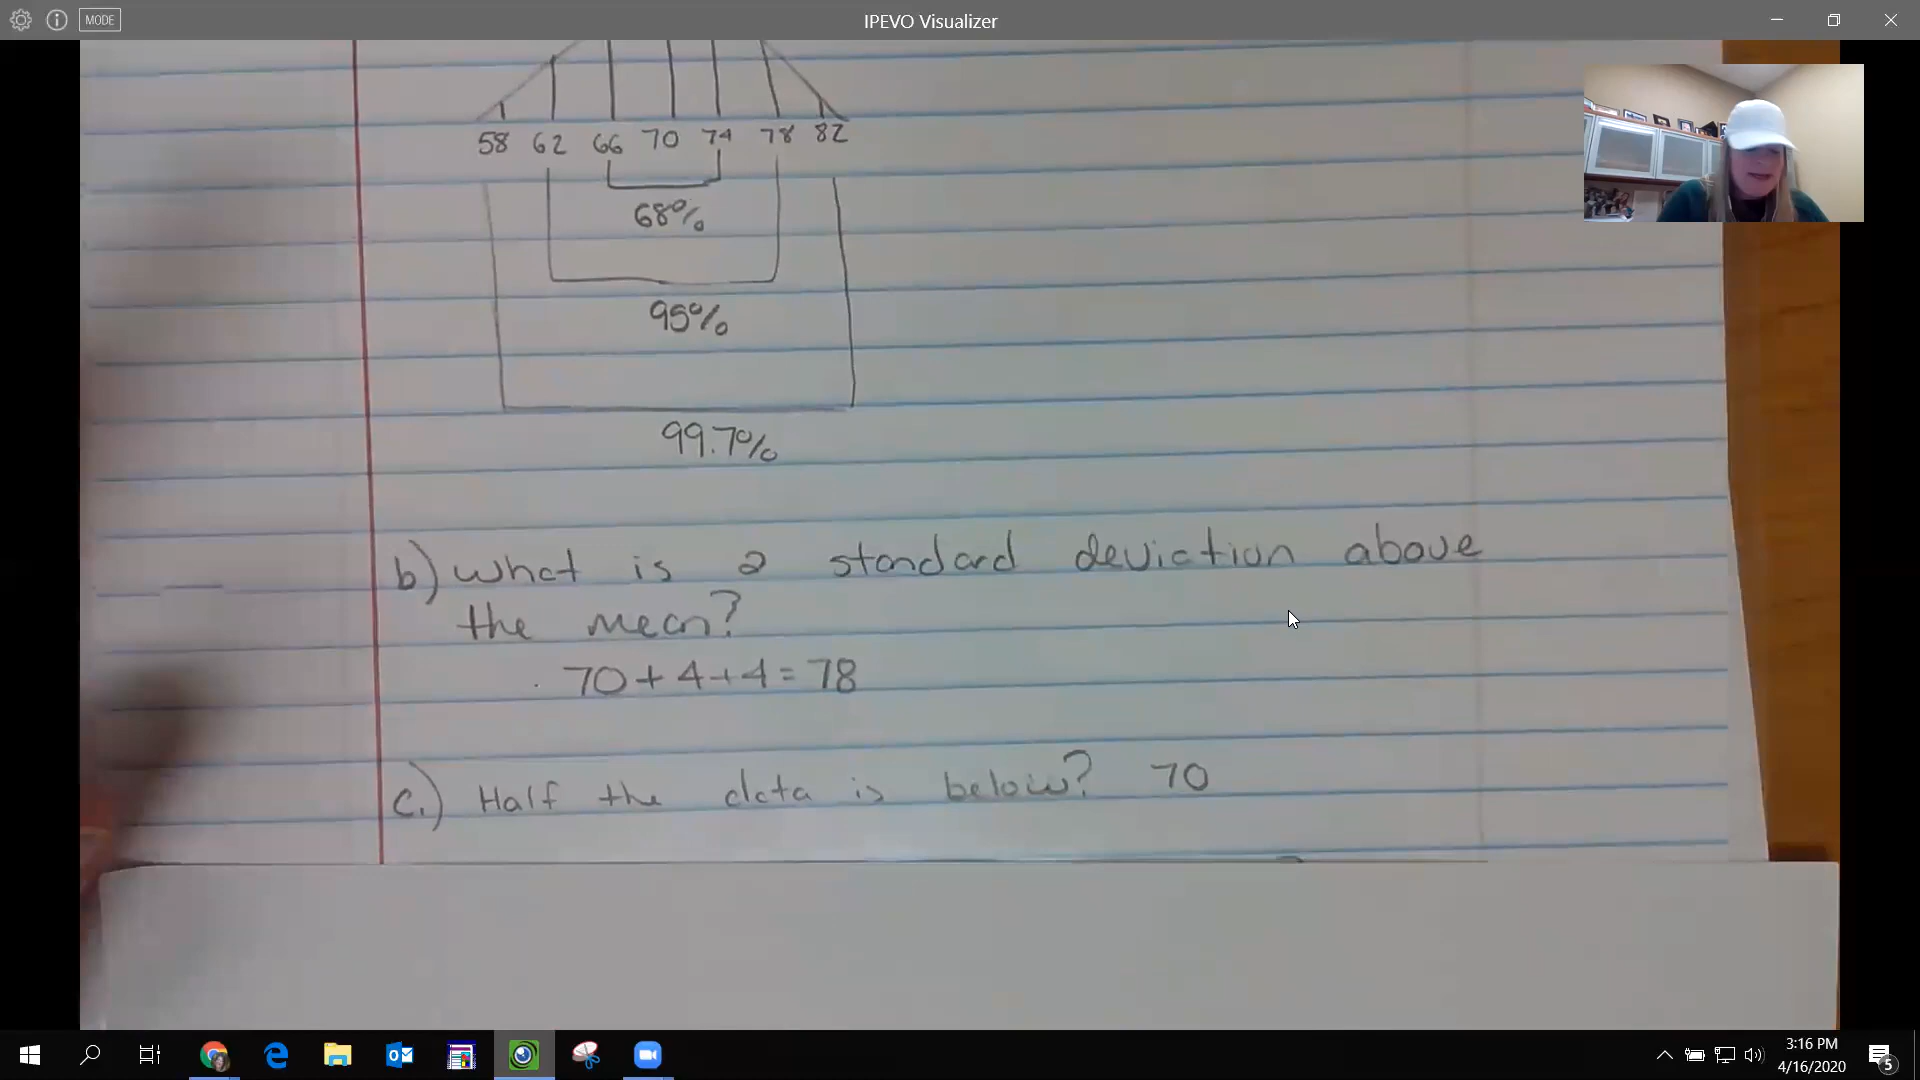 MODE
IPEVO Visualizer
58 62 66 70 74 78 82
68%
95%
99.7%
b) What is 2 standard deviation above
the mean?
70 + 4 + 4 = 78
c.) Half the data is below? 70
3:16 PM
4/16/2020
5